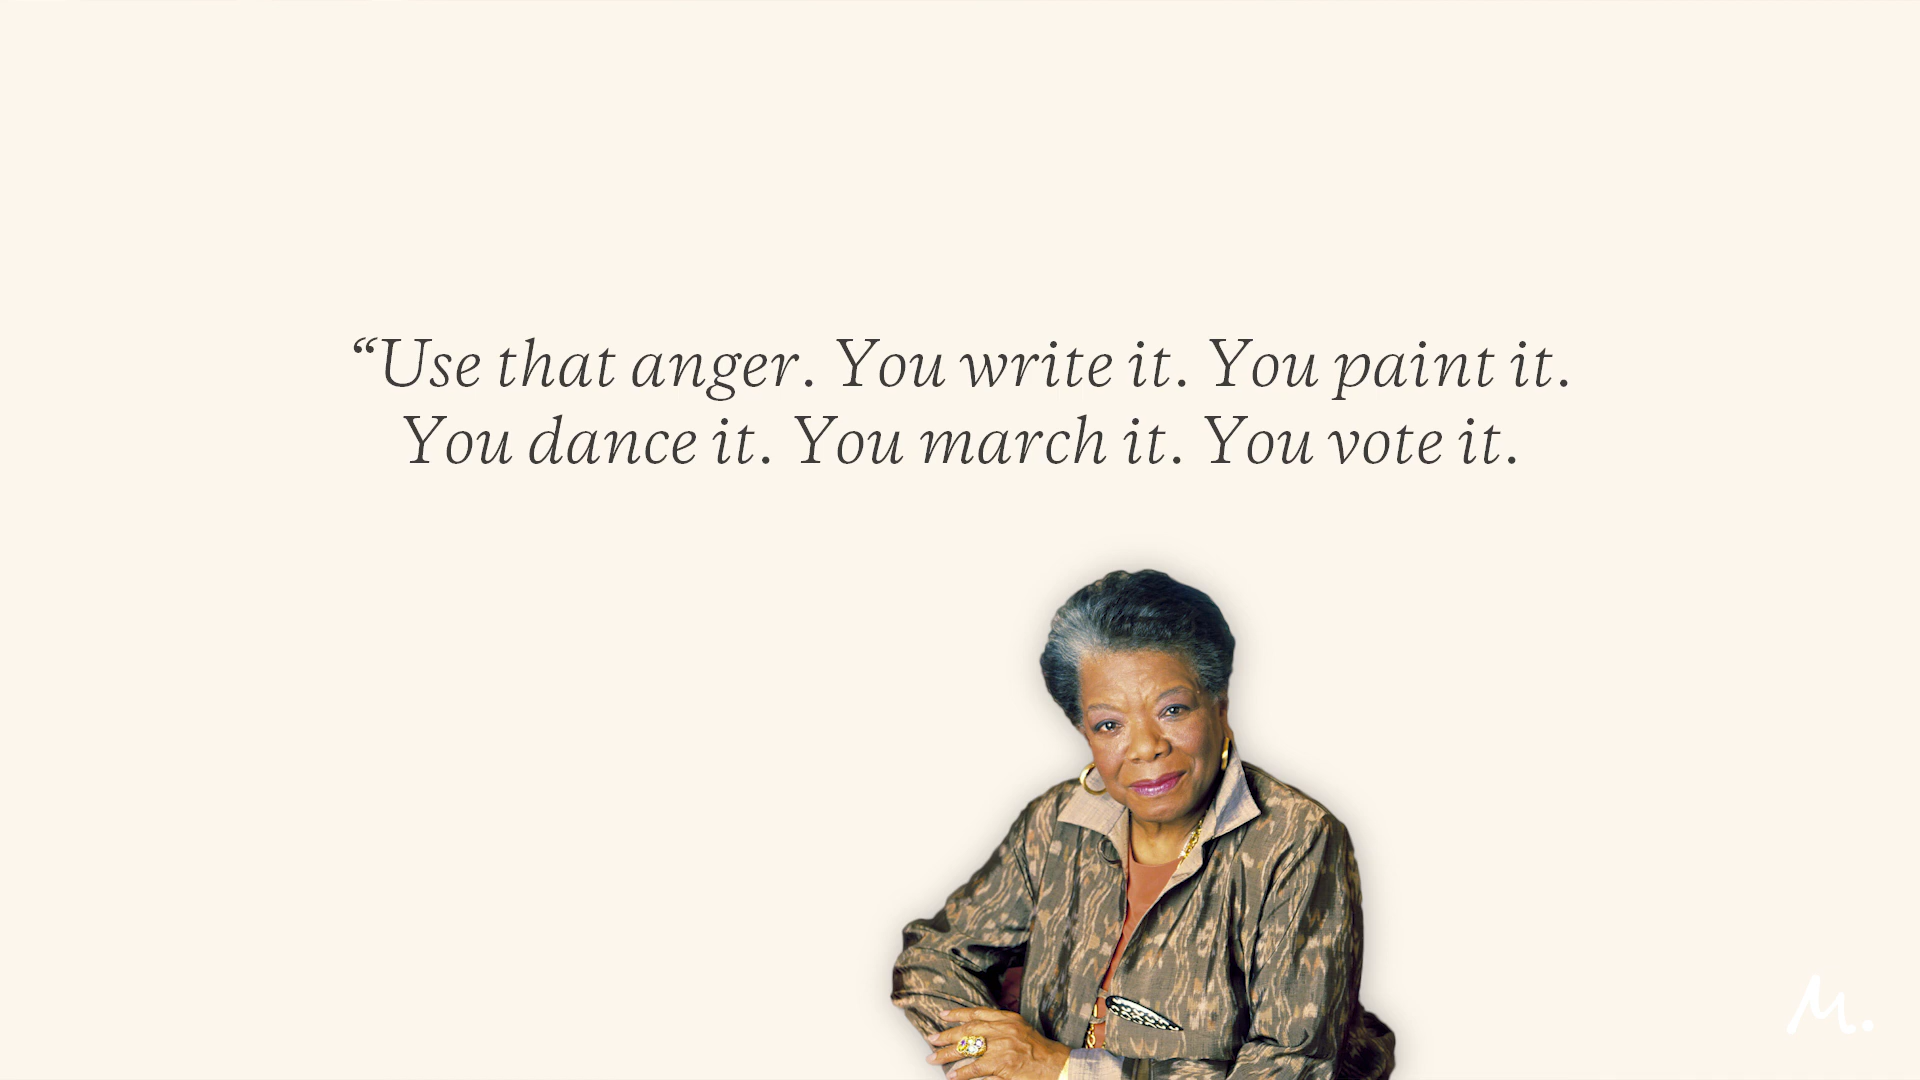 “Use that anger. You write it. You paint it.
You dance it. You march it. You vote it.
M.